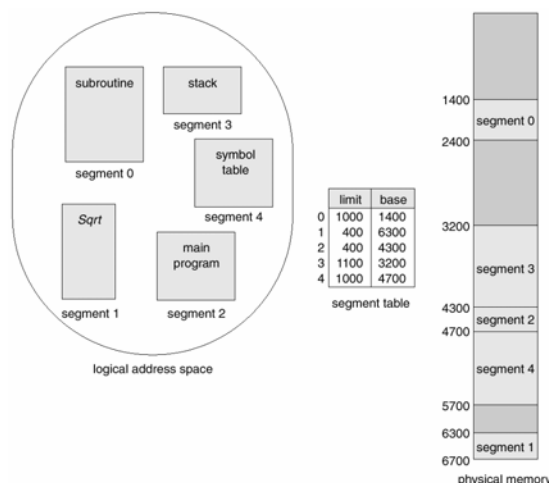 subroutine
stack
segment 3
segment 0
symbol
table
segment 4
Sqrt
main
program
segment 1
segment 2
logical address space
limit base
0 1000 1400
1 400 6300
2 400 4300
3 1100 3200
4 1000 4700
segment table
1400
segment 0
2400
3200
segment 3
4300
segment 2
4700
segment 4
5700
6300
segment 1
6700
physical memory